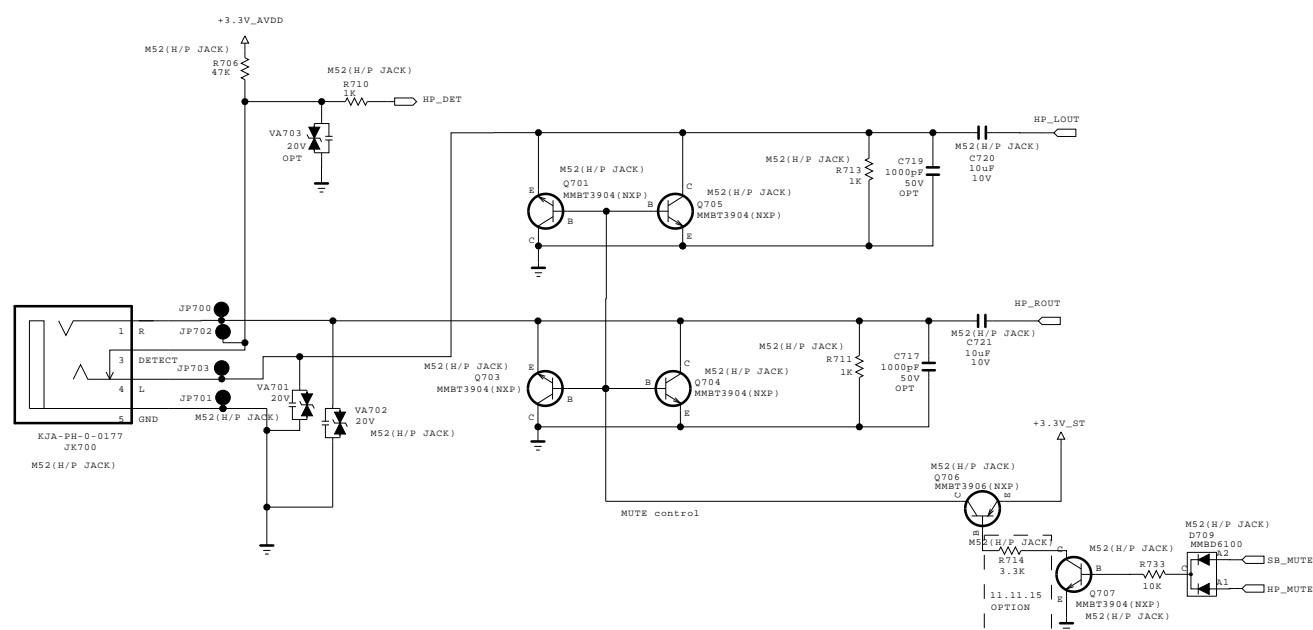 +3.3V_AVDD
M52(H/P JACK)
R706
47K
M52(H/P JACK)
R710
1K
HP_DET
VA703
20V
OPT
HP_LOUT
M52(H/P JACK)
C720
10uF
10V
M52(H/P JACK)
R713
1K
C719
1000pF
50V
OPT
M52(H/P JACK)
Q701
MMBT3904(NXP)
E
B
C
M52(H/P JACK)
Q705
MMBT3904(NXP)
C
B
E
HP_ROUT
M52(H/P JACK)
C721
10uF
10V
M52(H/P JACK)
R711
1K
C717
1000pF
50V
OPT
M52(H/P JACK)
Q703
MMBT3904(NXP)
E
B
C
M52(H/P JACK)
Q704
MMBT3904(NXP)
C
B
E
JP700
1 R
JP702
3 DETECT
JP703
4 L
JP701
M52(H/P JACK)
5 GND
KJA-PH-0-0177
JK700
M52(H/P JACK)
VA701
20V
VA702
20V
M52(H/P JACK)
+3.3V_ST
M52(H/P JACK)
Q706
MMBT3906(NXP)
C
E
B
MUTE control
M52(H/P JACK)
R714
3.3K
11.11.15
OPTION
M52(H/P JACK)
C
B
E
Q707
MMBT3904(NXP)
M52(H/P JACK)
R733
10K
M52(H/P JACK)
D709
MMBD6100
A2
C
A1
SB_MUTE
HP_MUTE